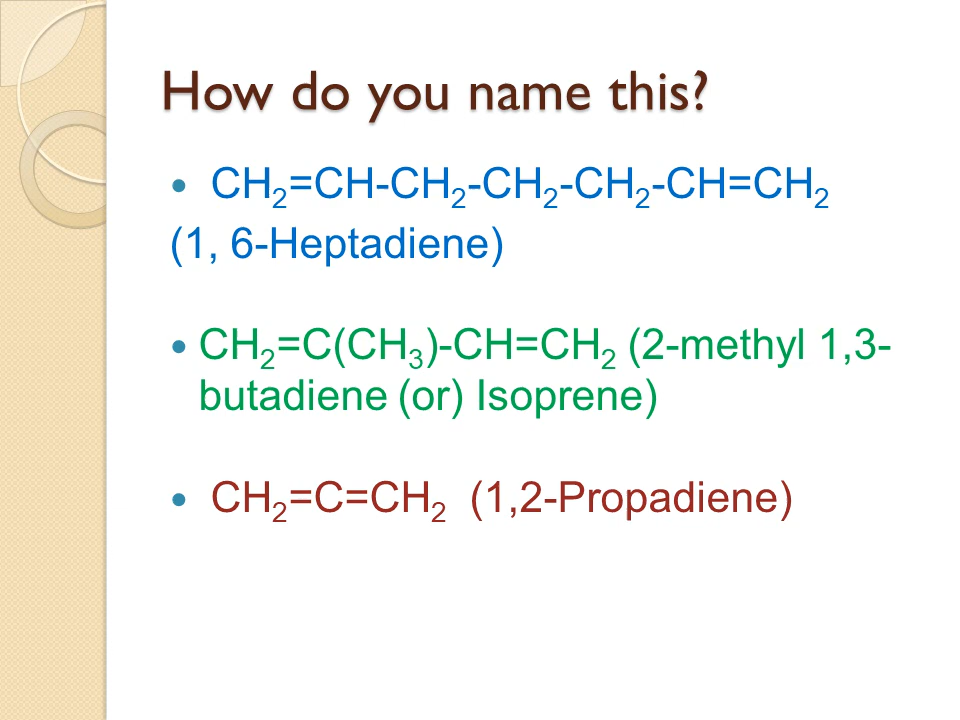 How do you name this?
• CH₂=CH-CH₂-CH₂-CH₂-CH=CH₂
(1, 6-Heptadiene)
• CH₂=C(CH₃)-CH=CH₂ (2-methyl 1,3-
butadiene (or) Isoprene)
• CH₂=C=CH₂ (1,2-Propadiene)